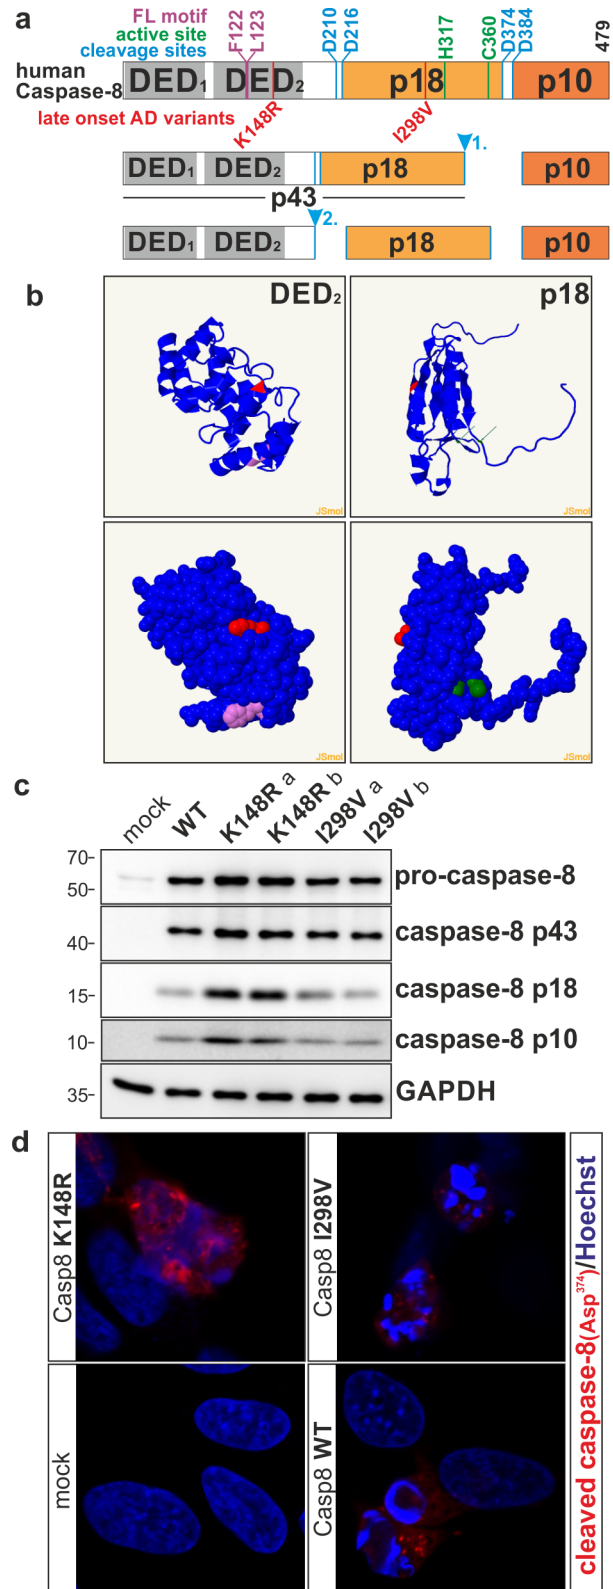 a
FL motif
active site
cleavage sites
F122
L123
D210
D216
H317
C360
D374
D384
479
human
Caspase-8
DED1
DED2
p18
p10
late onset AD variants
K148R
I298V
1.
DED1
DED2
p18
p10
p43
2.
DED1
DED2
p18
p10
b
DED2
p18
JSmol
JSmol
JSmol
JSmol
c
mock
WT
K148R a
K148R b
I298V a
I298V b
70-
50-
pro-caspase-8
40-
caspase-8 p43
15-
caspase-8 p18
10-
caspase-8 p10
35-
GAPDH
d
Casp8 K148R
Casp8 I298V
mock
Casp8 WT
cleaved caspase-8(Asp374)/Hoechst